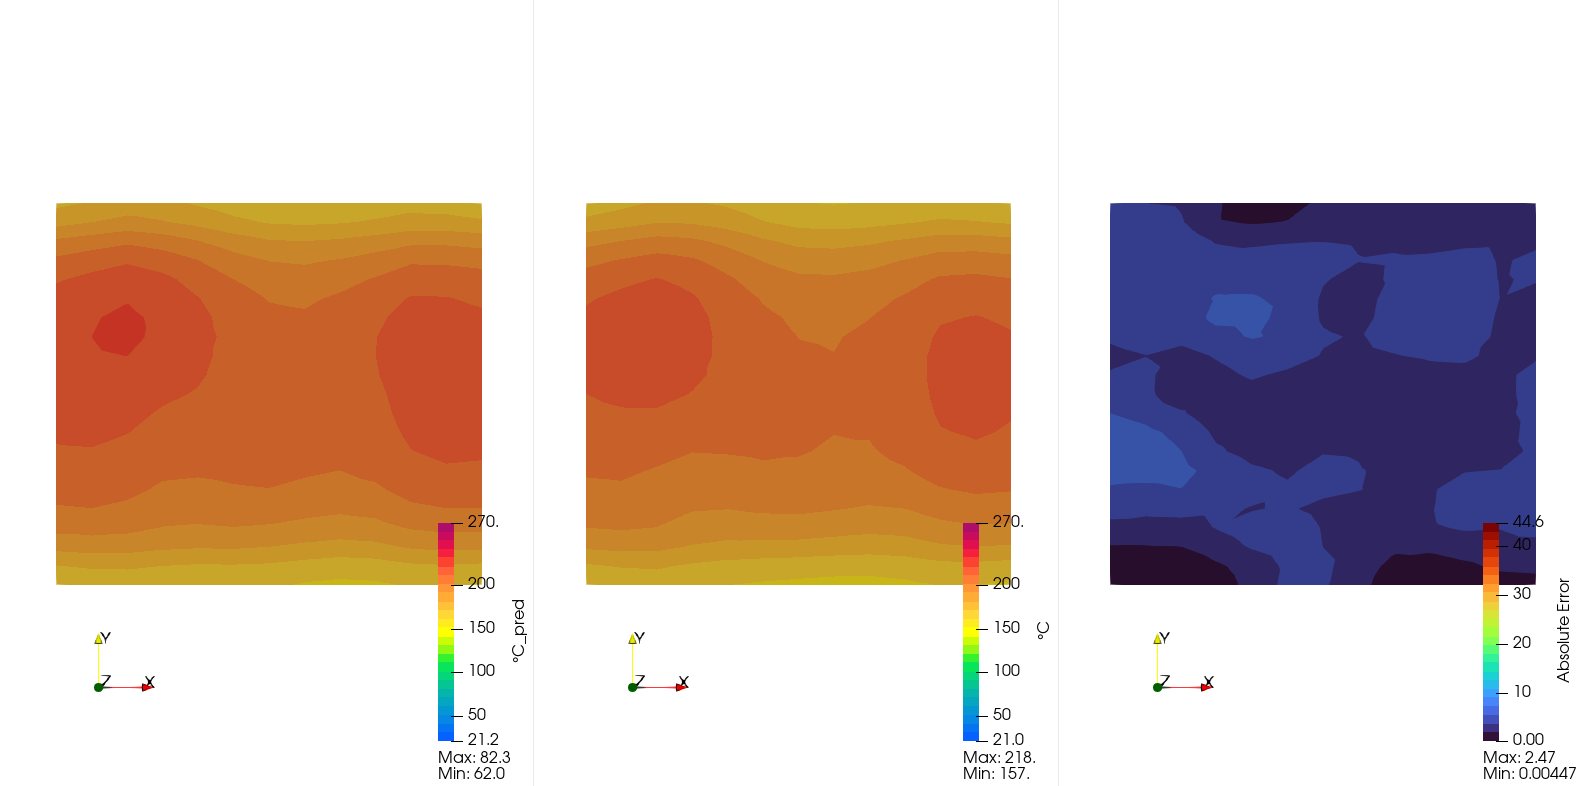 270.
200
150
100
50
21.2
°C_pred
Max: 82.3
Min: 62.0
Y
Z
X
270.
200
150
100
50
21.0
°C
Max: 218.
Min: 157.
Y
Z
X
44.6
40
30
20
10
0.00
Absolute Error
Max: 2.47
Min: 0.00447
Y
Z
X